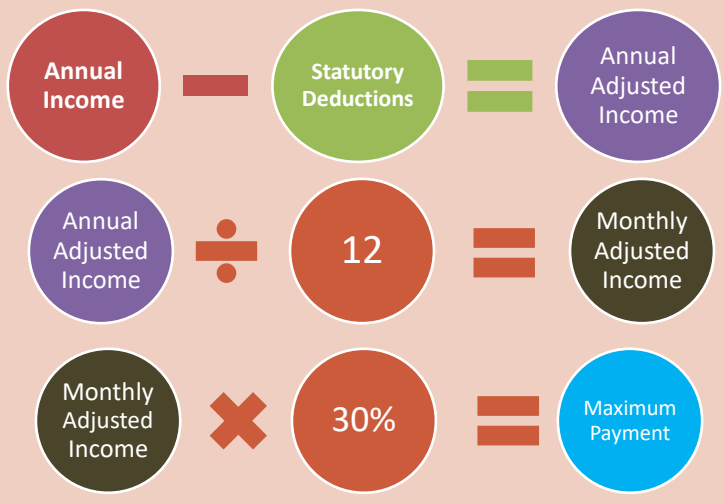 Annual
Income
Statutory
Deductions
Annual
Adjusted
Income
Annual
Adjusted
Income
12
Monthly
Adjusted
Income
Monthly
Adjusted
Income
30%
Maximum
Payment